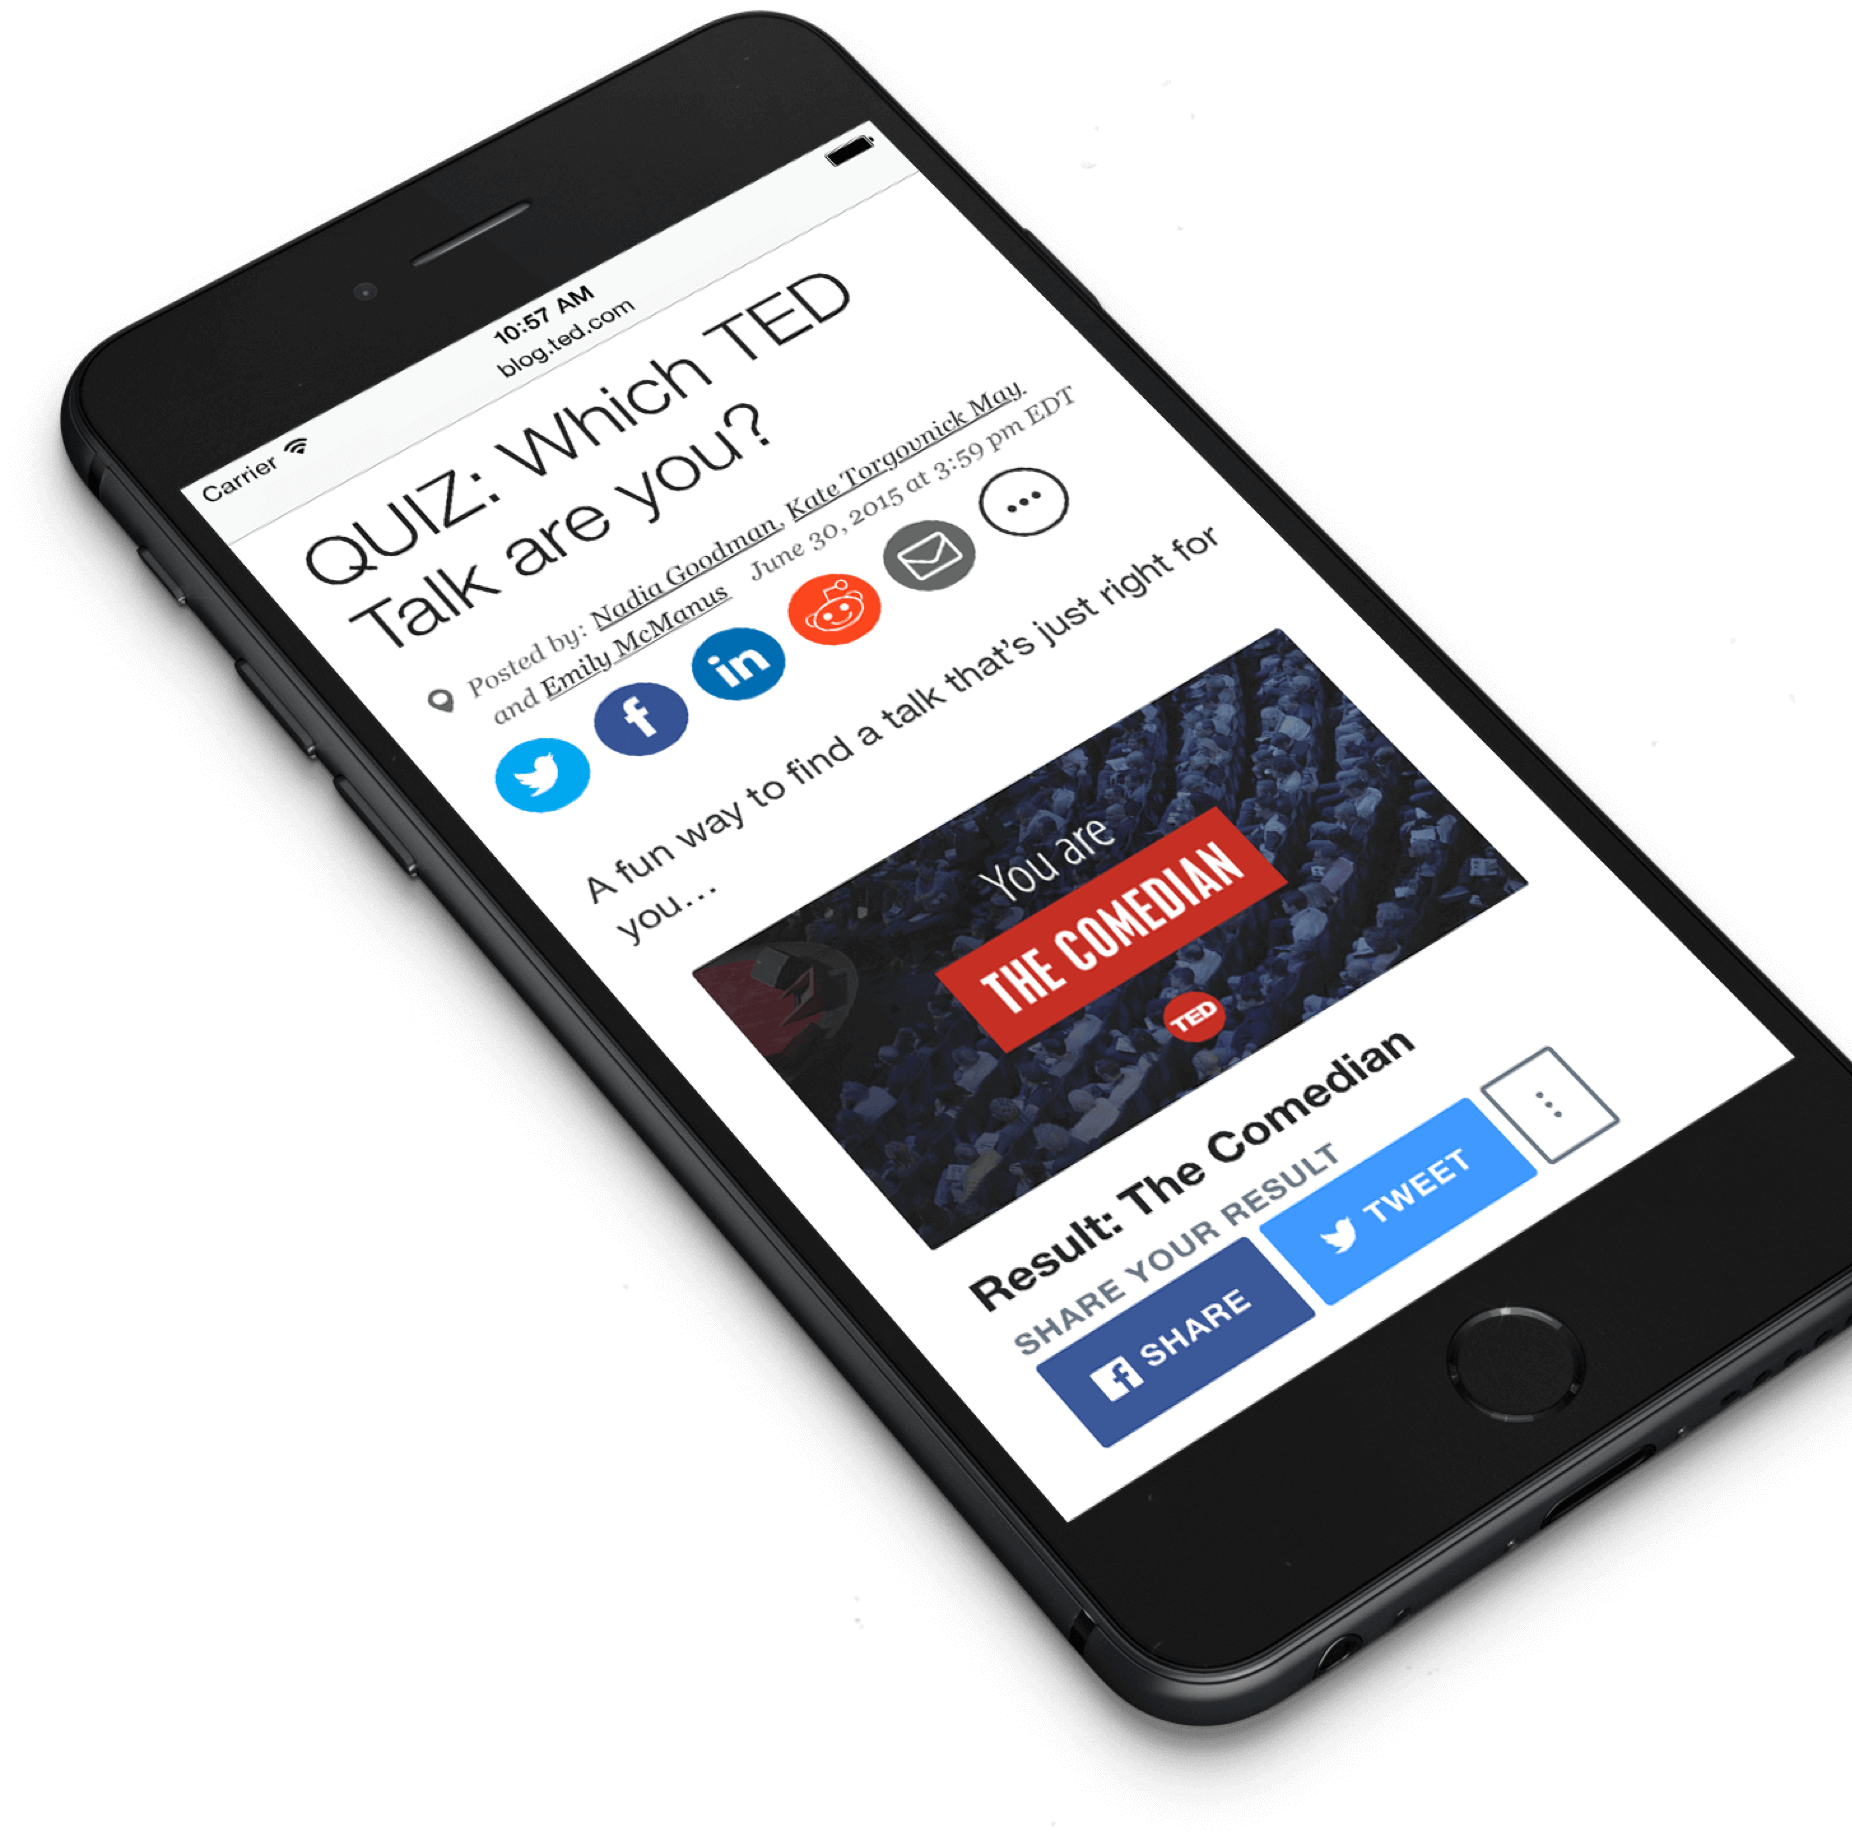 Carrier
10:57 AM
blog.ted.com
QUIZ: Which TED
Talk are you?
Posted by: Nadia Goodman, Kate Torgovnick May.
and Emily McManus June 30, 2015 at 3:59 pm EDT
f
in
A fun way to find a talk that's just right for
you...
You are
THE COMEDIAN
TED
Result: The Comedian
SHARE YOUR RESULT
f SHARE
TWEET